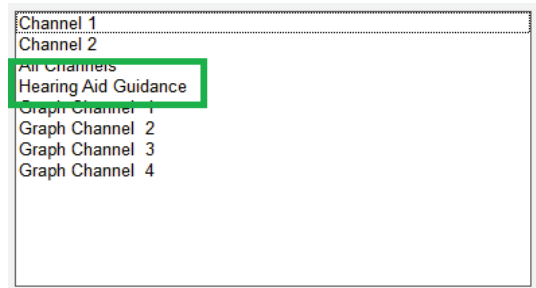 Channel 1
Channel 2
All Channels
Hearing Aid Guidance
Graph Channel 1
Graph Channel 2
Graph Channel 3
Graph Channel 4